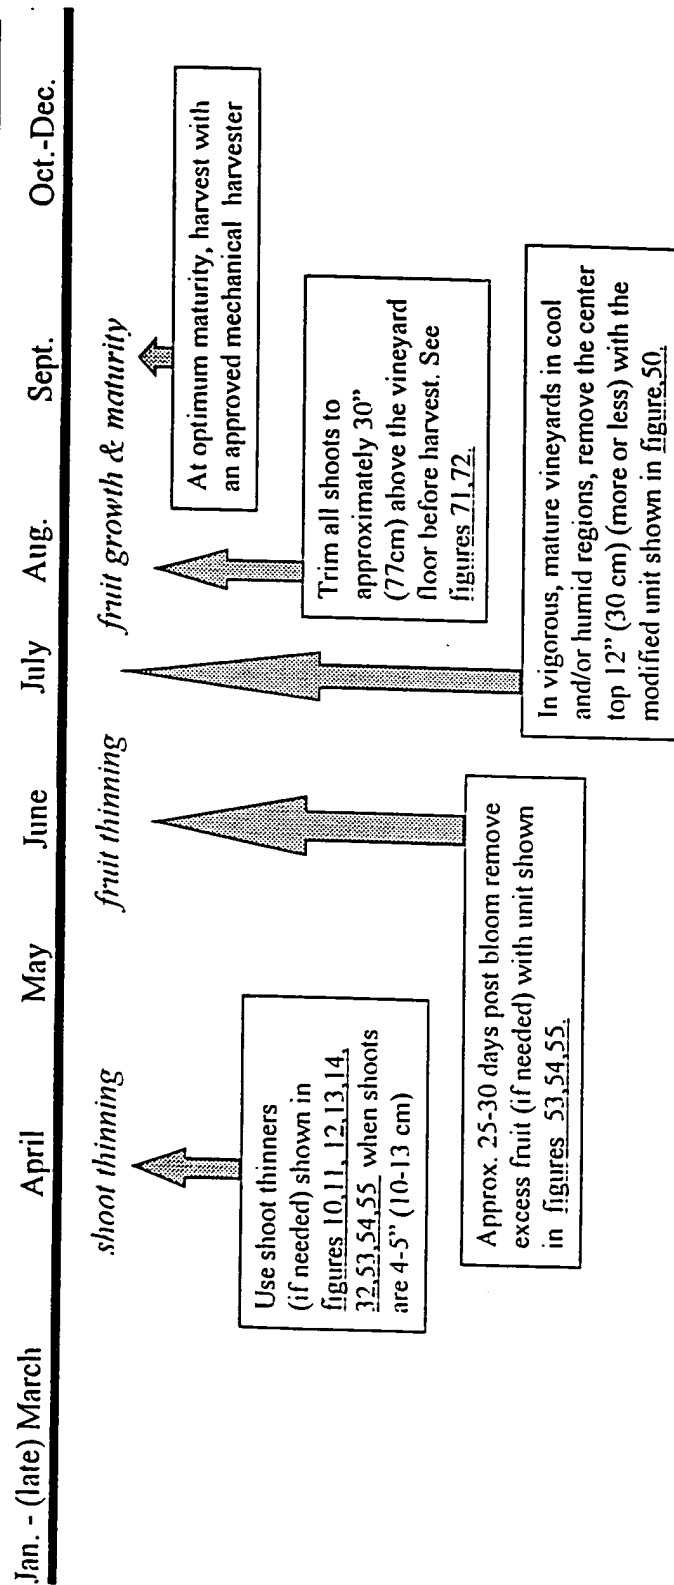 Jan. - (late) March April May June July Aug. Sept. Oct.-Dec.
shoot thinning fruit thinning fruit growth & maturity
Use shoot thinners
(if needed) shown in
figures 10,11, 12,13,14,
32,53,54,55 when shoots
are 4-5" (10-13 cm)
Approx. 25-30 days post bloom remove
excess fruit (if needed) with unit shown
in figures 53,54,55.
In vigorous, mature vineyards in cool
and/or humid regions, remove the center
top 12" (30 cm) (more or less) with the
modified unit shown in figure,50.
Trim all shoots to
approximately 30"
(77cm) above the vineyard
floor before harvest. See
figures 71,72.
At optimum maturity, harvest with
an approved mechanical harvester